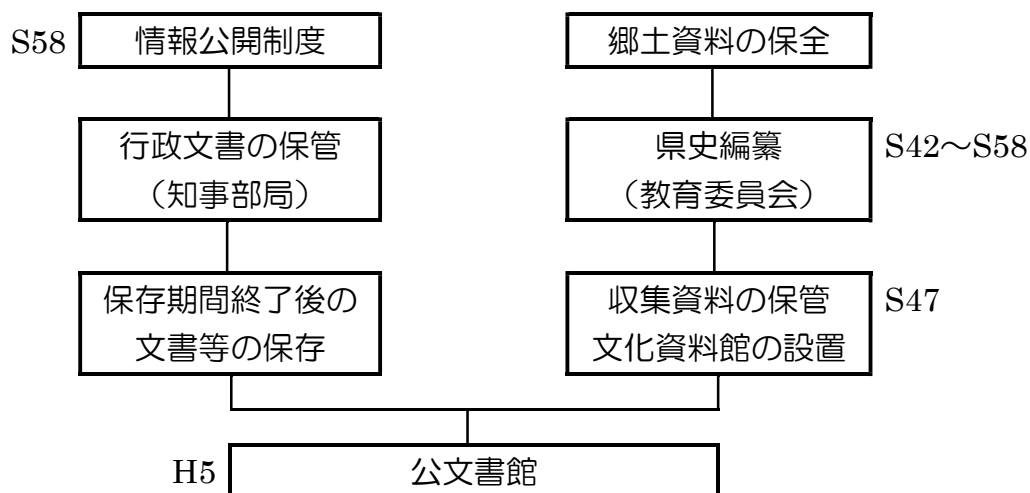 S58 情報公開制度
行政文書の保管
(知事部局)
保存期間終了後の
文書等の保存
郷土資料の保全
県史編纂
(教育委員会)
S42～S58
収集資料の保管
文化資料館の設置
S47
H5 公文書館